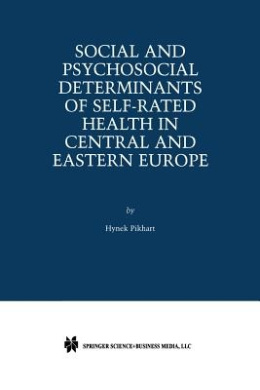 SOCIAL AND
PSYCHOSOCIAL
DETERMINANTS
OF SELF-RATED
HEALTH IN
CENTRAL AND
EASTERN EUROPE
by
Hynek Pikhart
SPRINGER SCIENCE+BUSINESS MEDIA, LLC